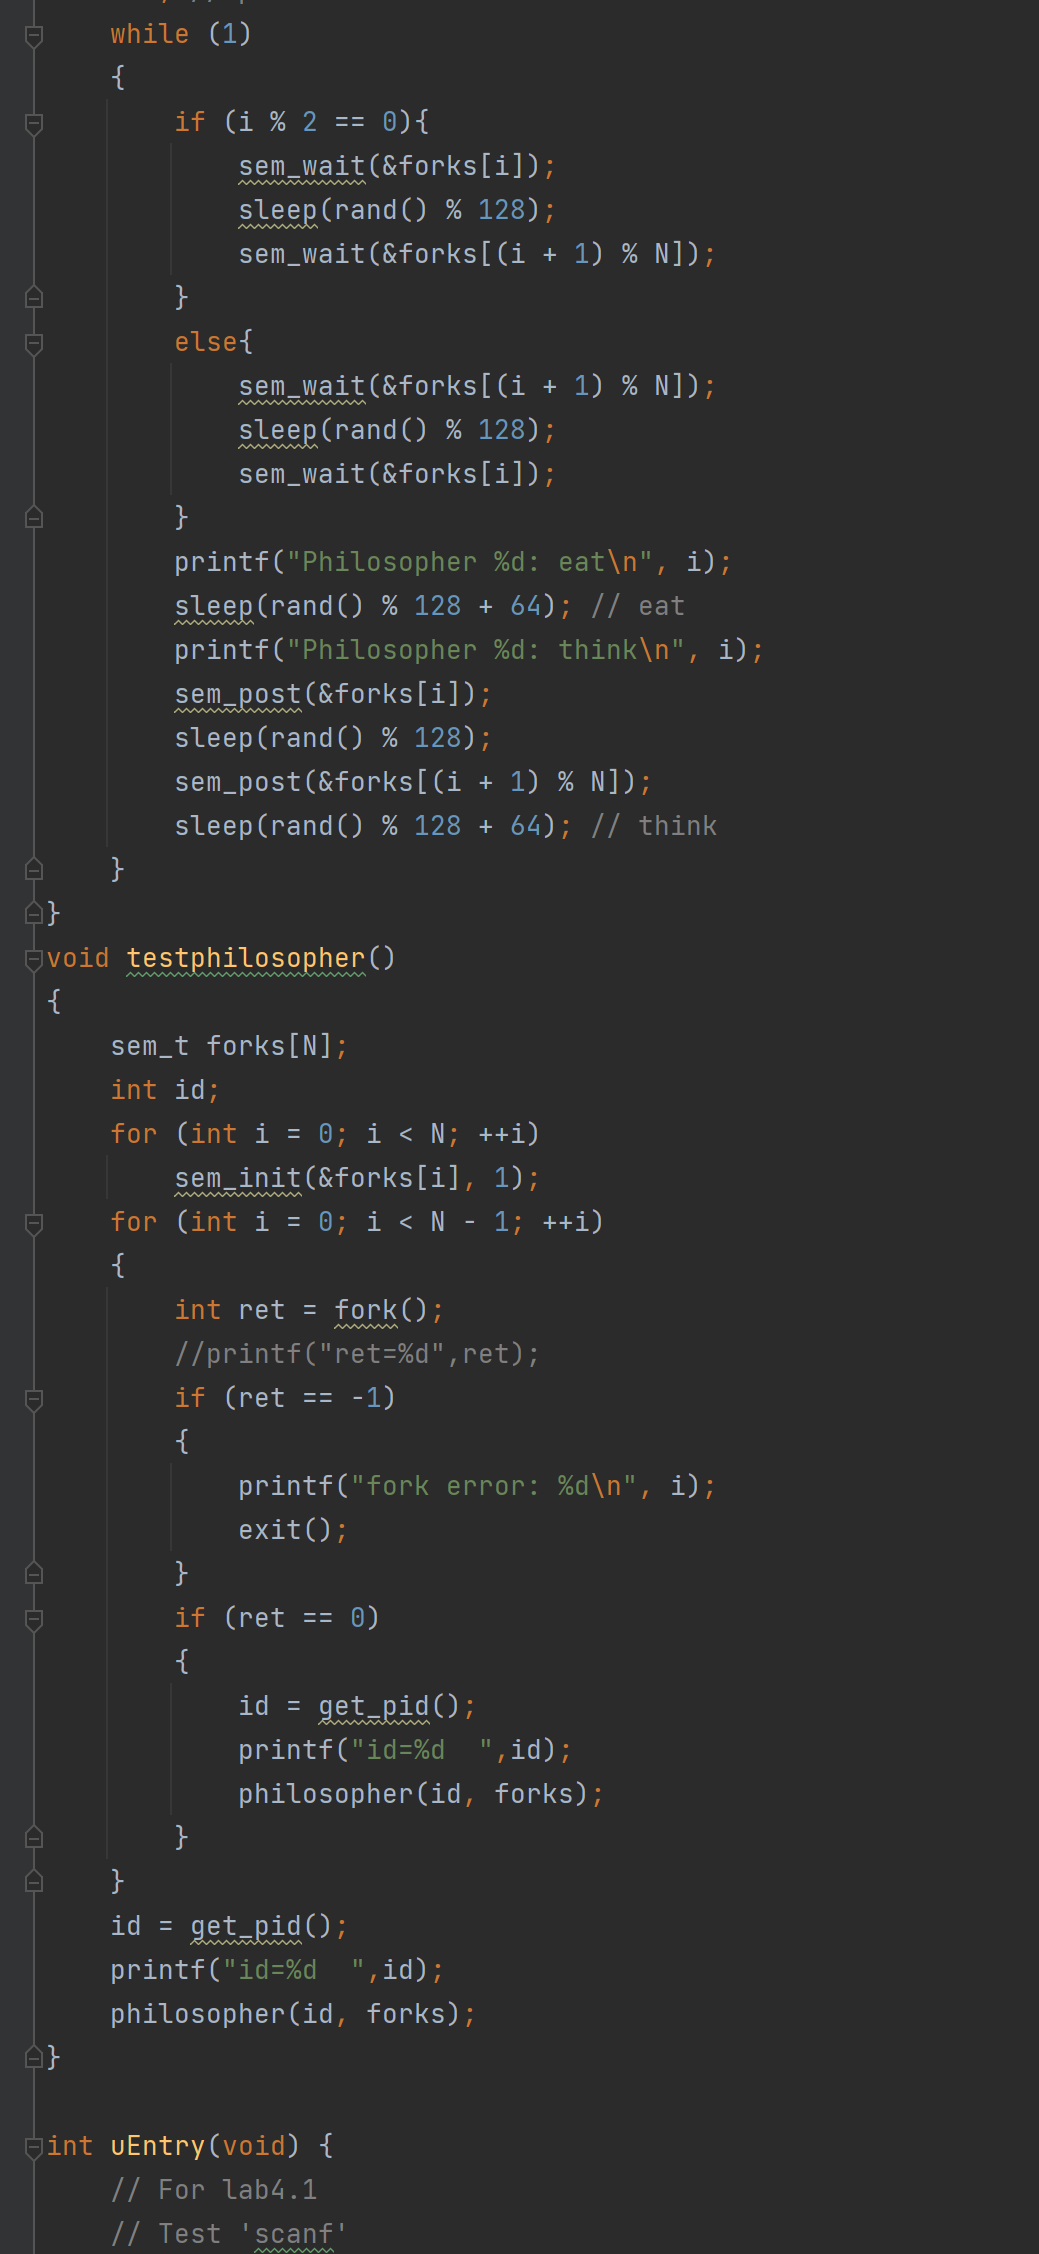 while (1)
{
if (i % 2 == 0){
sem_wait(&forks[i]);
sleep(rand() % 128);
sem_wait(&forks[(i + 1) % N]);
}
else{
sem_wait(&forks[(i + 1) % N]);
sleep(rand() % 128);
sem_wait(&forks[i]);
}
printf("Philosopher %d: eat\n", i);
sleep(rand() % 128 + 64); // eat
printf("Philosopher %d: think\n", i);
sem_post(&forks[i]);
sleep(rand() % 128);
sem_post(&forks[(i + 1) % N]);
sleep(rand() % 128 + 64); // think
}
}
void testphilosopher()
{
sem_t forks[N];
int id;
for (int i = 0; i < N; ++i)
sem_init(&forks[i], 1);
for (int i = 0; i < N - 1; ++i)
{
int ret = fork();
//printf("ret=%d",ret);
if (ret == -1)
{
printf("fork error: %d\n", i);
exit();
}
if (ret == 0)
{
id = get_pid();
printf("id=%d  ",id);
philosopher(id, forks);
}
}
id = get_pid();
printf("id=%d  ",id);
philosopher(id, forks);
}
int uEntry(void) {
// For lab4.1
// Test 'scanf'